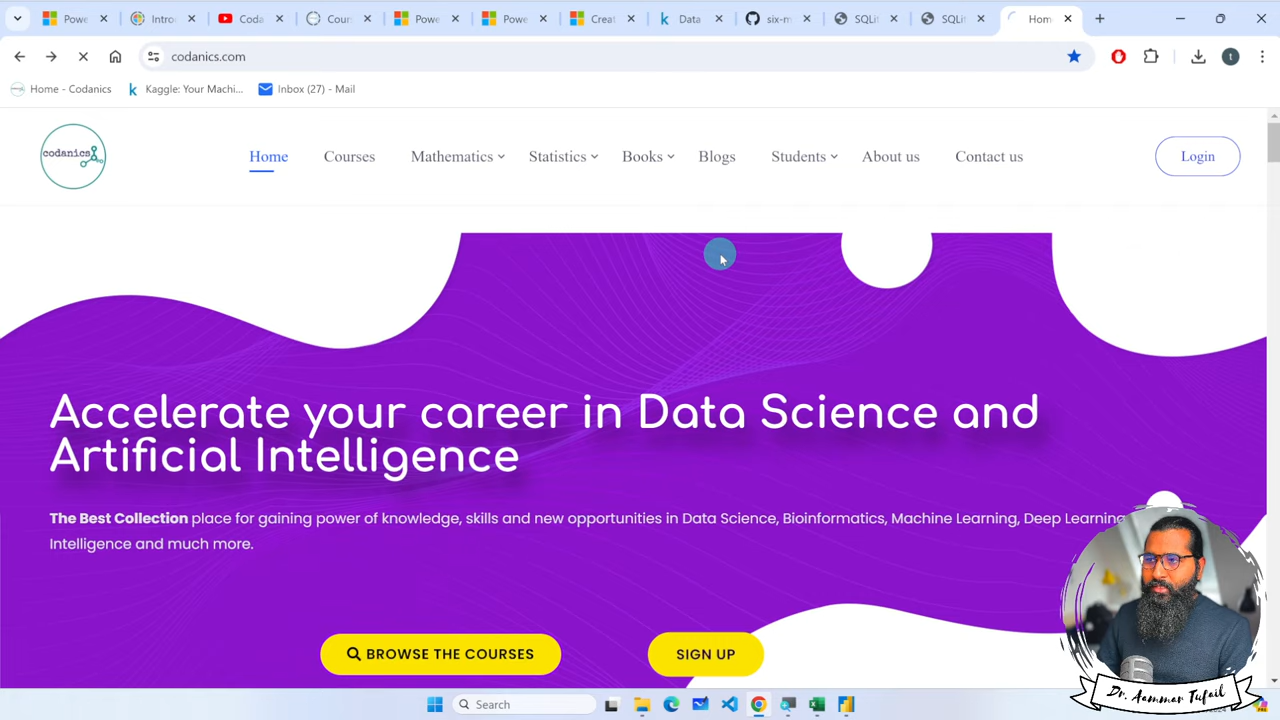 Powe
Intro
Coda
Cour
Powe
Powe
Creat
Data
six-m
SQLi
SQLi
Hom
codanics.com
Home - Codanics
Kaggle: Your Machi...
Inbox (27) - Mail
codanics
Home
Courses
Mathematics
Statistics
Books
Blogs
Students
About us
Contact us
Login
Accelerate your career in Data Science and
Artificial Intelligence
The Best Collection place for gaining power of knowledge, skills and new opportunities in Data Science, Bioinformatics, Machine Learning, Deep Learning
Intelligence and much more.
BROWSE THE COURSES
SIGN UP
Dr. Aammar Tufail
Search